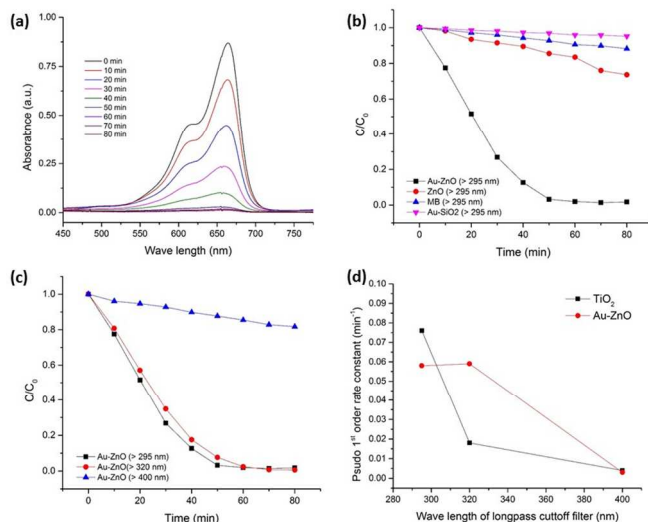 (a)
0 min
10 min
20 min
30 min
40 min
50 min
60 min
70 min
80 min
Absoratnce (a.u.)
1.00
0.75
0.50
0.25
0.00
450 500 550 600 650 700 750
Wave length (nm)
(b)
C/C0
1.0
0.8
0.6
0.4
0.2
0.0
Au-ZnO (> 295 nm)
ZnO (> 295 nm)
MB (> 295 nm)
Au-SiO2 (> 295 nm)
0 20 40 60 80
Time (min)
(c)
C/C0
1.0
0.8
0.6
0.4
0.2
0.0
Au-ZnO (> 295 nm)
Au-ZnO(> 320 nm)
Au-ZnO(> 400 nm)
0 20 40 60 80
Time (min)
(d)
TiO2
Au-ZnO
Psudo 1st order rate constant (min-1)
0.10
0.09
0.08
0.07
0.06
0.05
0.04
0.03
0.02
0.01
0.00
280 300 320 340 360 380 400
Wave length of longpass cuttoff filter (nm)